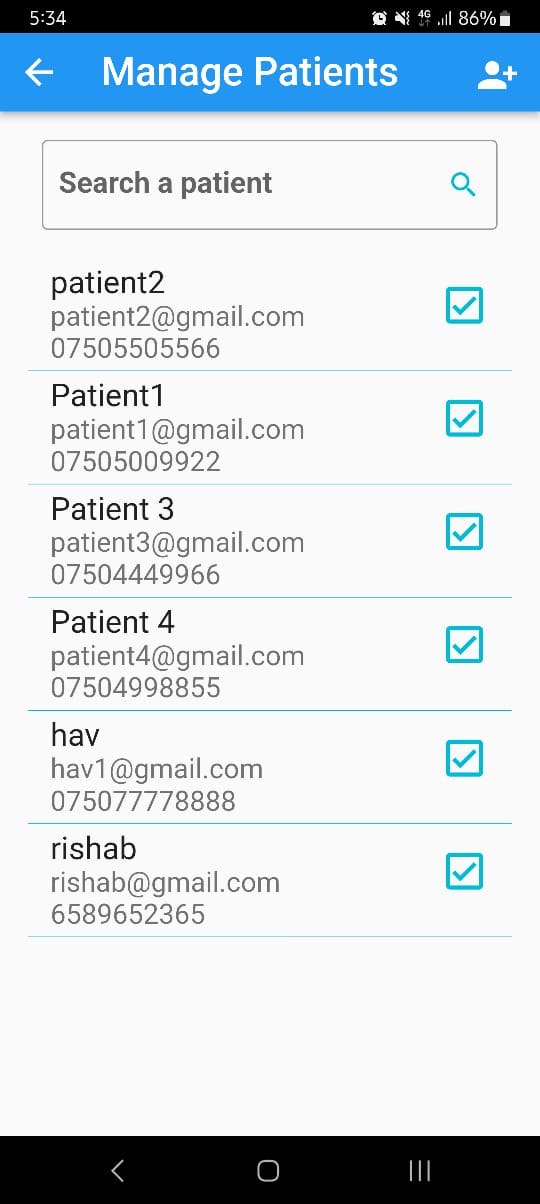 5:34
4G
86%
Manage Patients
Search a patient
patient2
patient2@gmail.com
07505505566
Patient1
patient1@gmail.com
07505009922
Patient 3
patient3@gmail.com
07504449966
Patient 4
patient4@gmail.com
07504998855
hav
hav1@gmail.com
075077778888
rishab
rishab@gmail.com
6589652365